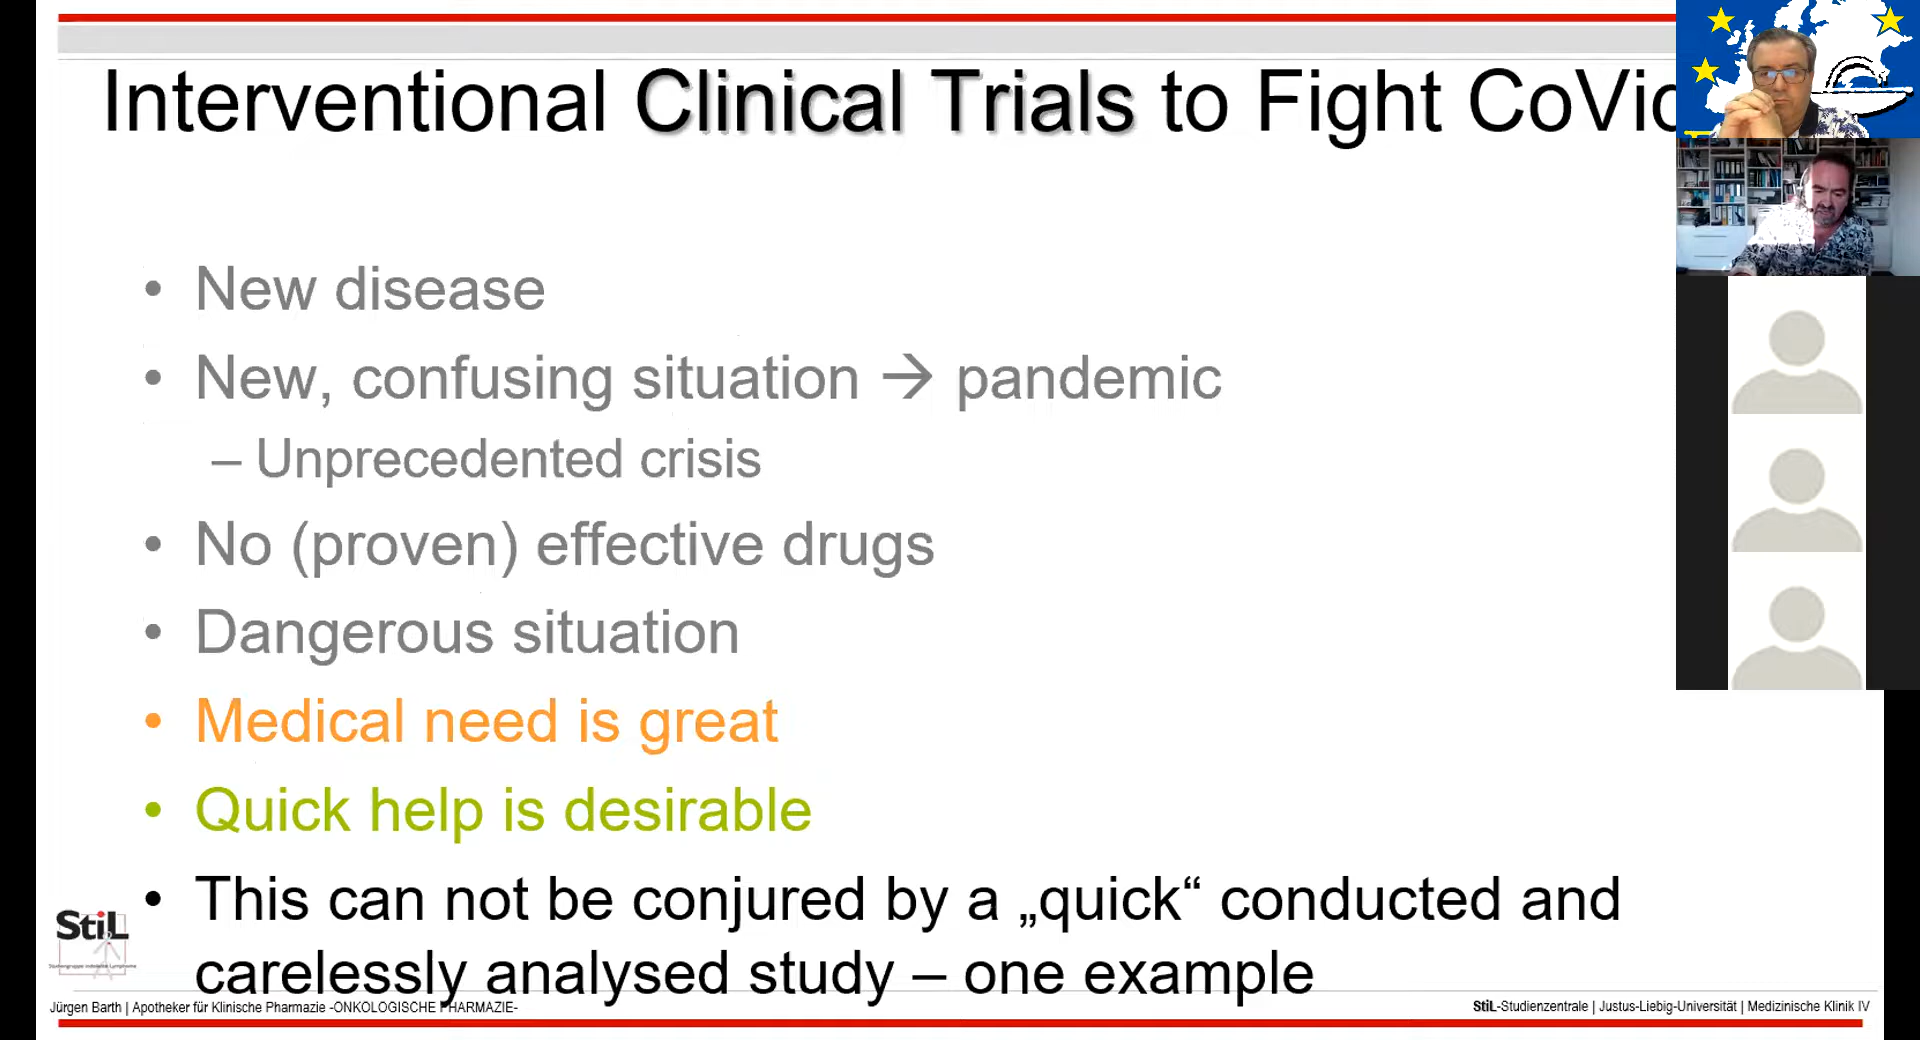 Interventional Clinical Trials to Fight CoVid
• New disease
• New, confusing situation → pandemic
– Unprecedented crisis
• No (proven) effective drugs
• Dangerous situation
• Medical need is great
• Quick help is desirable
• This can not be conjured by a „quick“ conducted and
carelessly analysed study – one example
StiL
Jürgen Barth | Apotheker für Klinische Pharmazie -ONKOLOGISCHE PHARMAZIE-
StiL-Studienzentrale | Justus-Liebig-Universität | Medizinische Klinik IV